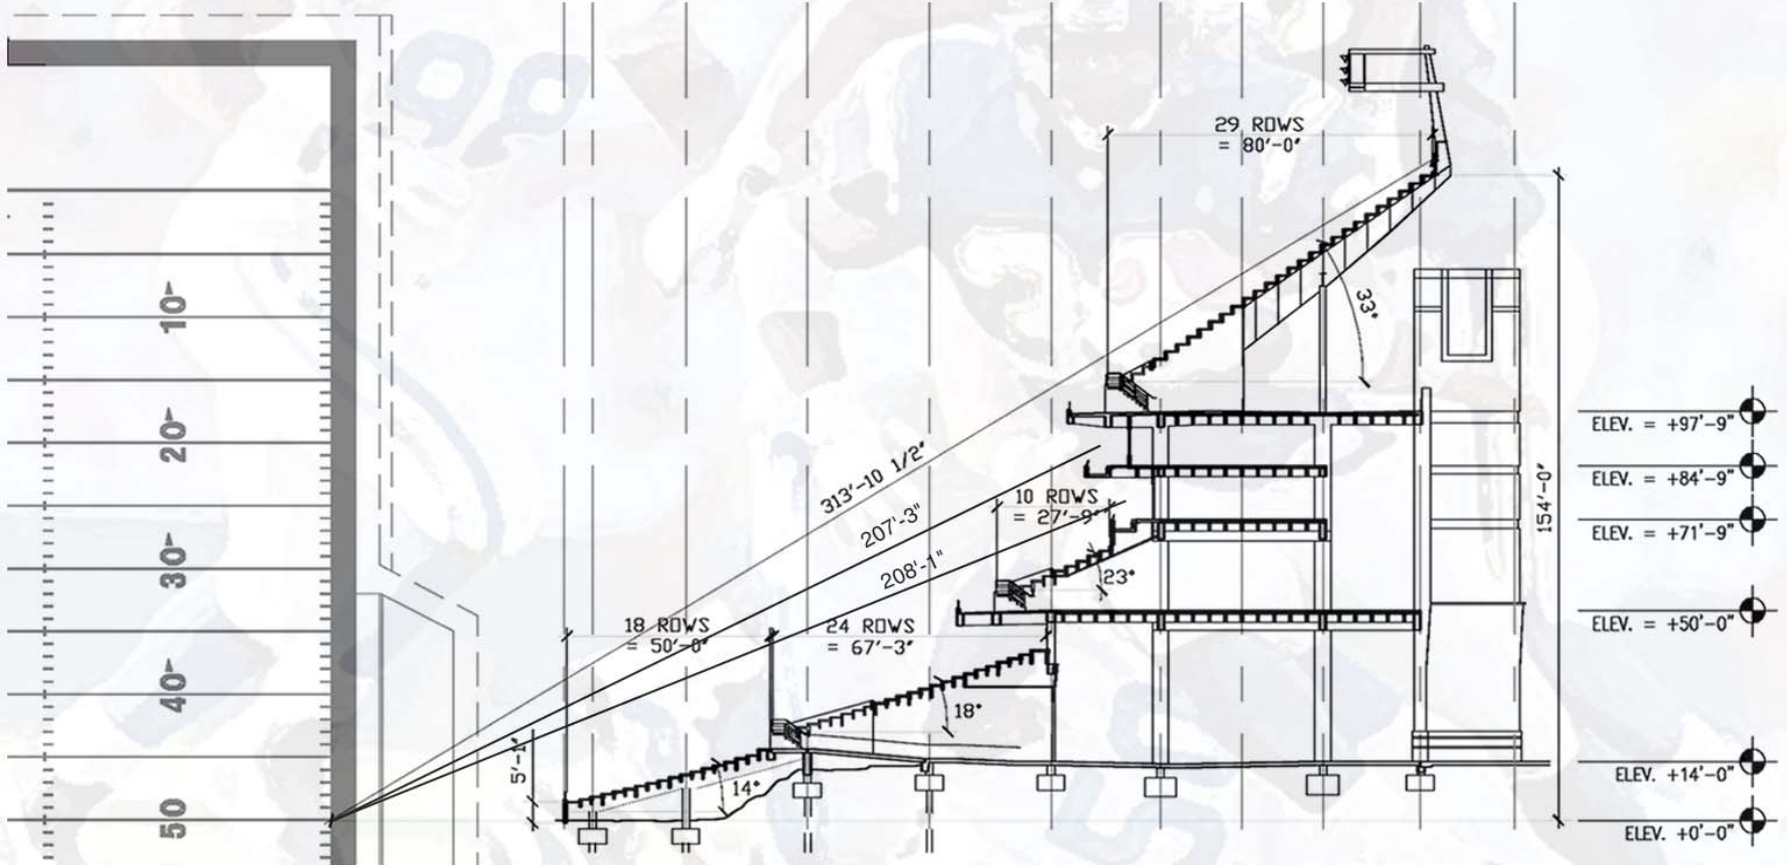 29 ROWS
= 80'-0"
33°
10
20
30
40
50
313'-10 1/2"
207'-3"
208'-1"
10 ROWS
= 27'-9"
23°
18 ROWS
= 50'-0"
24 ROWS
= 67'-3"
18°
14°
5'-1"
154'-0"
ELEV. = +97'-9"
ELEV. = +84'-9"
ELEV. = +71'-9"
ELEV. = +50'-0"
ELEV. +14'-0"
ELEV. +0'-0"